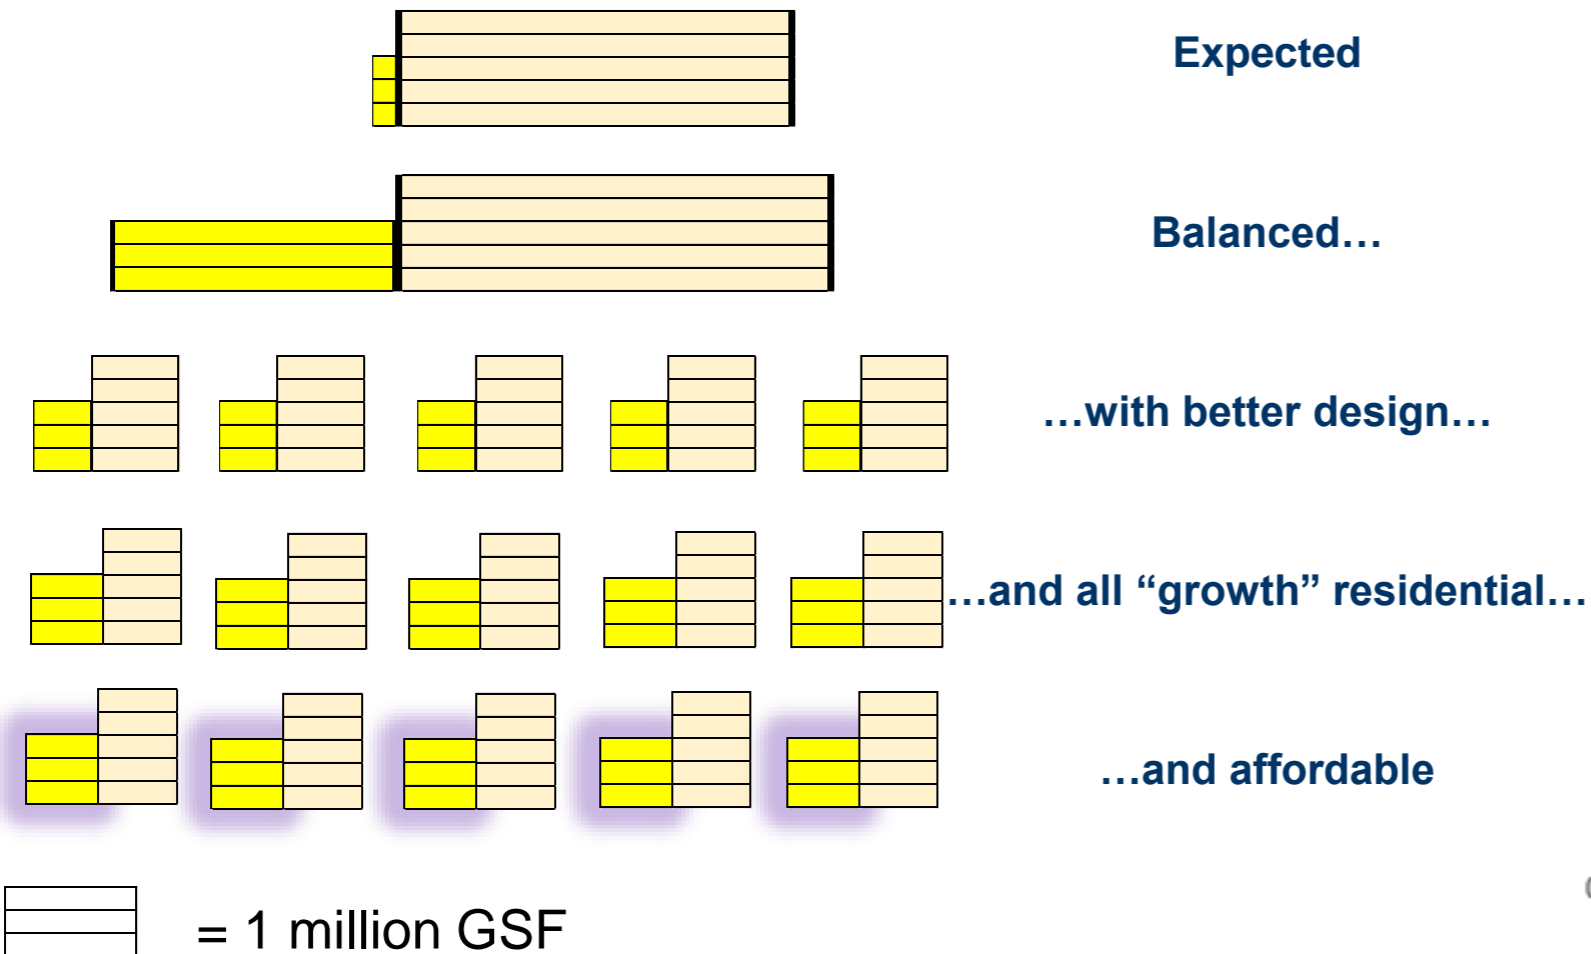 Expected
Balanced…
…with better design…
…and all “growth” residential…
…and affordable
= 1 million GSF